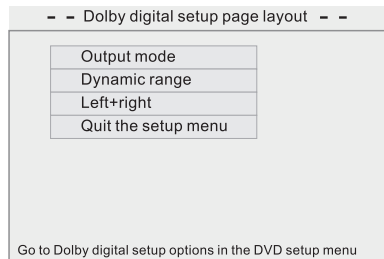 – – Dolby digital setup page layout – –
Output mode
Dynamic range
Left+right
Quit the setup menu
Go to Dolby digital setup options in the DVD setup menu